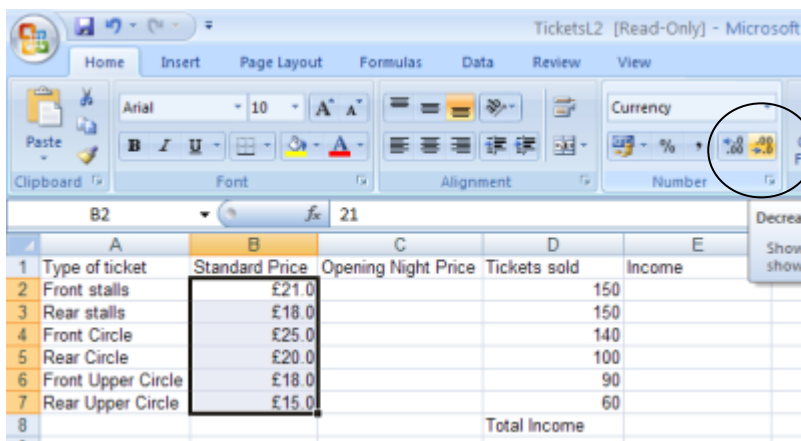 TicketsL2 [Read-Only] - Microsoft
Home Insert Page Layout Formulas Data Review View
Arial 10 A A Currency
Paste B I U A % ,
Clipboard Font Alignment Number
B2 fx 21
Decrea
Show
show
A B C D E
1 Type of ticket Standard Price Opening Night Price Tickets sold Income
2 Front stalls £21.0 150
3 Rear stalls £18.0 150
4 Front Circle £25.0 140
5 Rear Circle £20.0 100
6 Front Upper Circle £18.0 90
7 Rear Upper Circle £15.0 60
8 Total Income